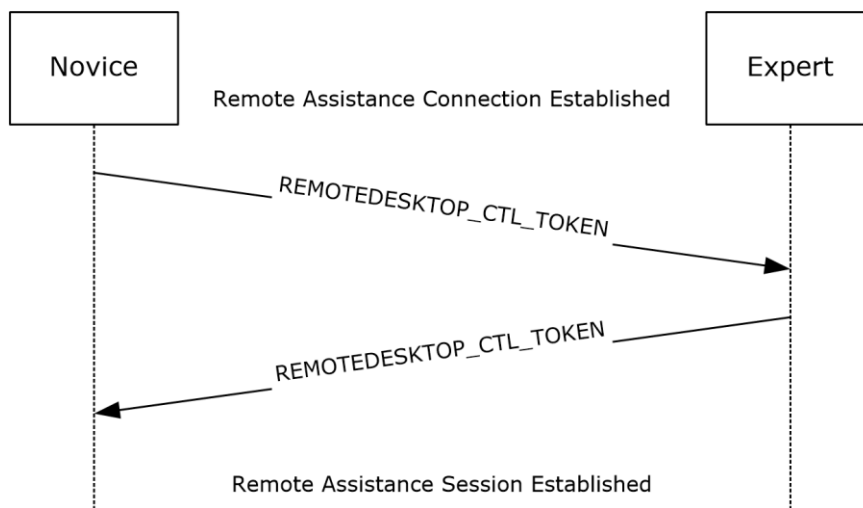 Novice
Expert
Remote Assistance Connection Established
REMOTEDESKTOP_CTL_TOKEN
REMOTEDESKTOP_CTL_TOKEN
Remote Assistance Session Established